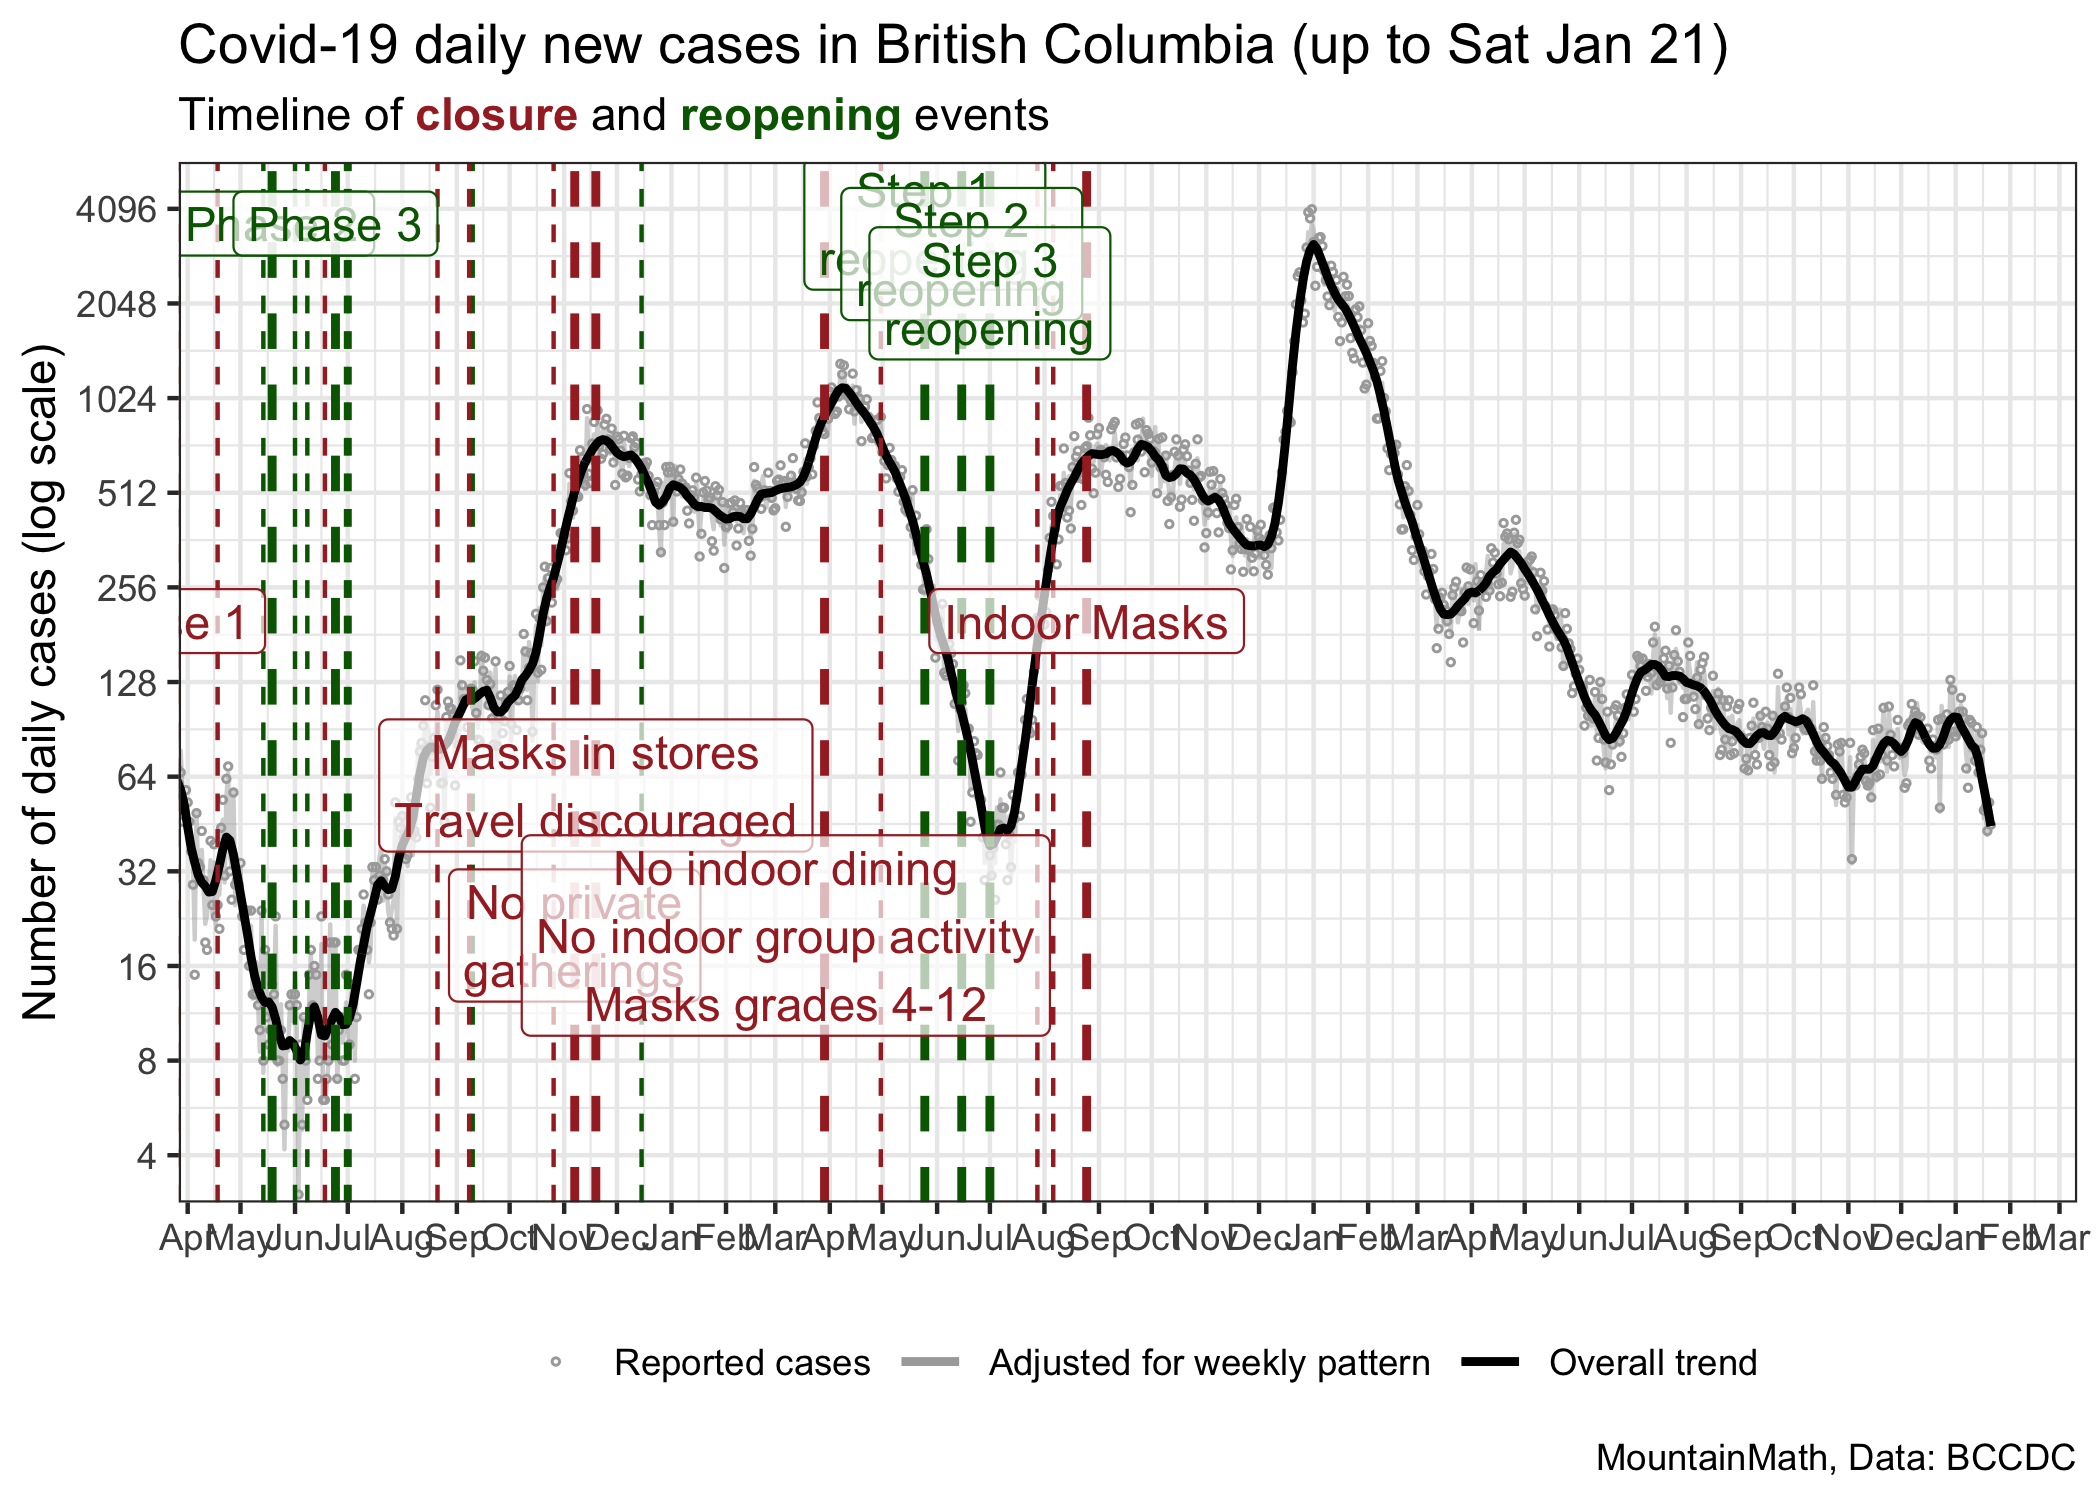 Covid-19 daily new cases in British Columbia (up to Sat Jan 21)
Timeline of closure and reopening events
Number of daily cases (log scale)
4096
2048
1024
512
256
128
64
32
16
8
4
Phase 3
Step 1
reopening
Step 2
reopening
Step 3
reopening
e 1
Indoor Masks
Masks in stores
Travel discouraged
No private
gatherings
No indoor dining
No indoor group activity
Masks grades 4-12
Apr May Jun Jul Aug Sep Oct Nov Dec Jan Feb Mar Apr May Jun Jul Aug Sep Oct Nov Dec Jan Feb Mar Apr May Jun Jul Aug Sep Oct Nov Dec Jan Feb Mar
Reported cases Adjusted for weekly pattern Overall trend
MountainMath, Data: BCCDC